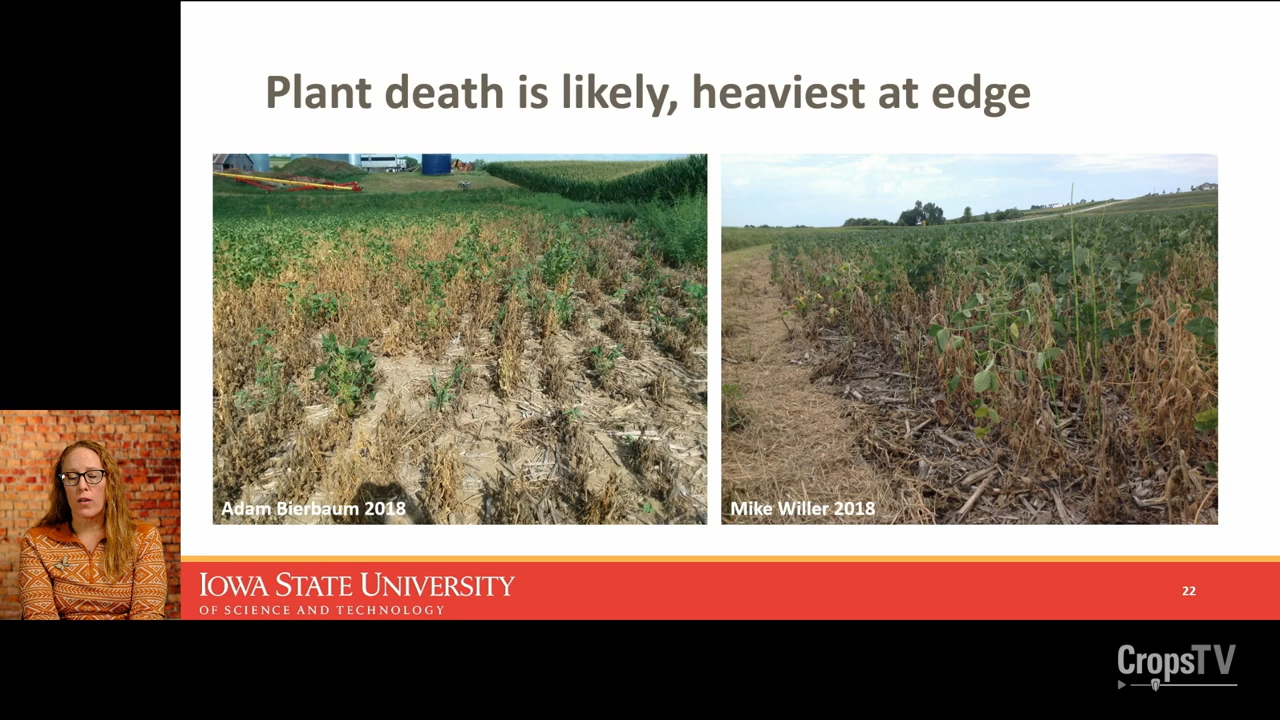 Plant death is likely, heaviest at edge
Adam Bierbaum 2018
Mike Willer 2018
IOWA STATE UNIVERSITY
OF SCIENCE AND TECHNOLOGY
22
CropsTV